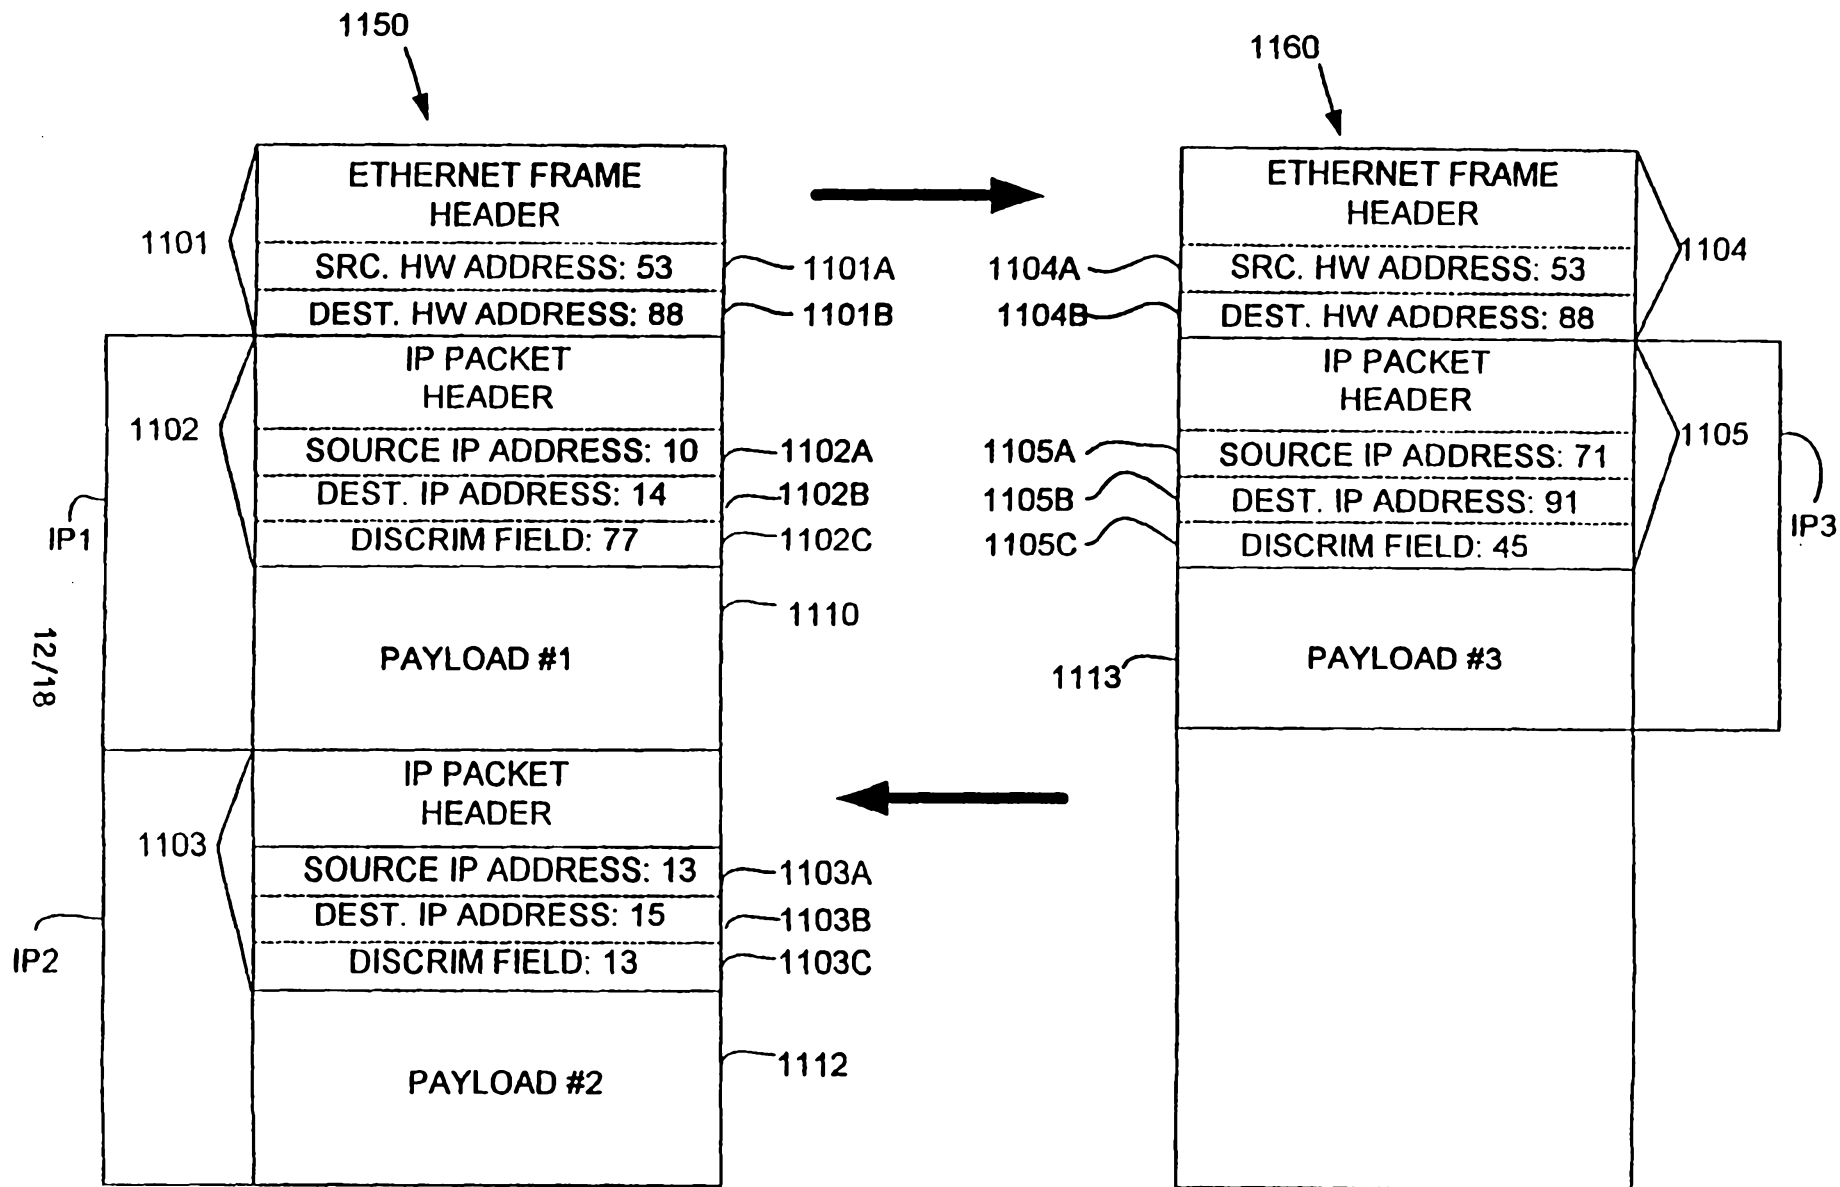 1150
1160
ETHERNET FRAME
HEADER
1101
SRC. HW ADDRESS: 53
1101A
DEST. HW ADDRESS: 88
1101B
IP PACKET
HEADER
1102
SOURCE IP ADDRESS: 10
1102A
DEST. IP ADDRESS: 14
1102B
DISCRIM FIELD: 77
1102C
IP1
PAYLOAD #1
1110
12/18
IP PACKET
HEADER
1103
SOURCE IP ADDRESS: 13
1103A
DEST. IP ADDRESS: 15
1103B
DISCRIM FIELD: 13
1103C
IP2
PAYLOAD #2
1112
ETHERNET FRAME
HEADER
1104
1104A
SRC. HW ADDRESS: 53
1104B
DEST. HW ADDRESS: 88
IP PACKET
HEADER
1105
1105A
SOURCE IP ADDRESS: 71
1105B
DEST. IP ADDRESS: 91
1105C
DISCRIM FIELD: 45
IP3
1113
PAYLOAD #3